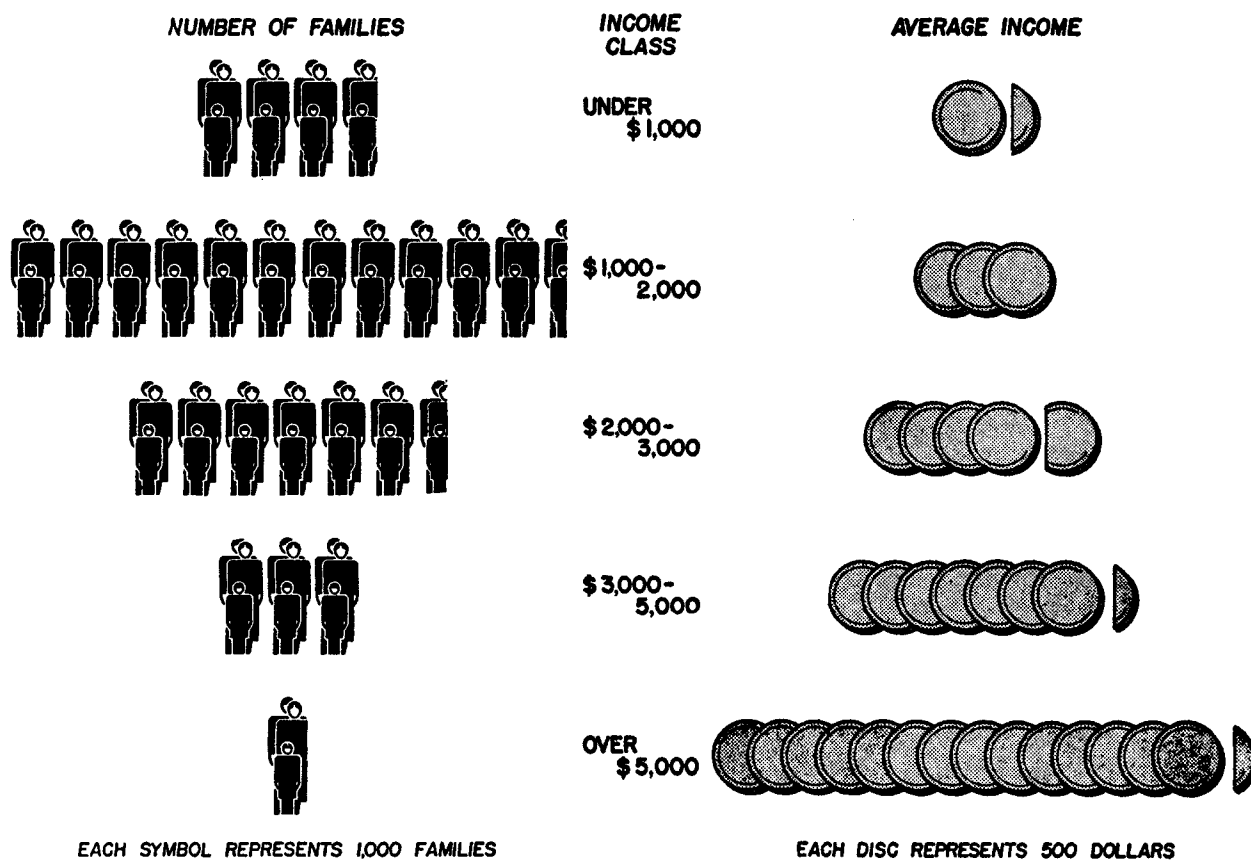 NUMBER OF FAMILIES
INCOME
CLASS
AVERAGE INCOME
UNDER
$1,000
$1,000-
2,000
$2,000-
3,000
$3,000-
5,000
OVER
$5,000
EACH SYMBOL REPRESENTS 1,000 FAMILIES
EACH DISC REPRESENTS 500 DOLLARS